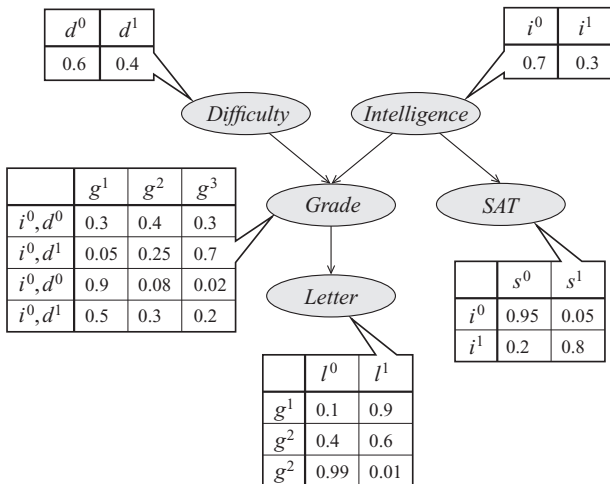 d⁰ d¹
0.6 0.4
i⁰ i¹
0.7 0.3
Difficulty
Intelligence
g¹ g² g³
i⁰, d⁰ 0.3 0.4 0.3
i⁰, d¹ 0.05 0.25 0.7
i⁰, d⁰ 0.9 0.08 0.02
i⁰, d¹ 0.5 0.3 0.2
Grade
SAT
Letter
s⁰ s¹
i⁰ 0.95 0.05
i¹ 0.2 0.8
l⁰ l¹
g¹ 0.1 0.9
g² 0.4 0.6
g² 0.99 0.01